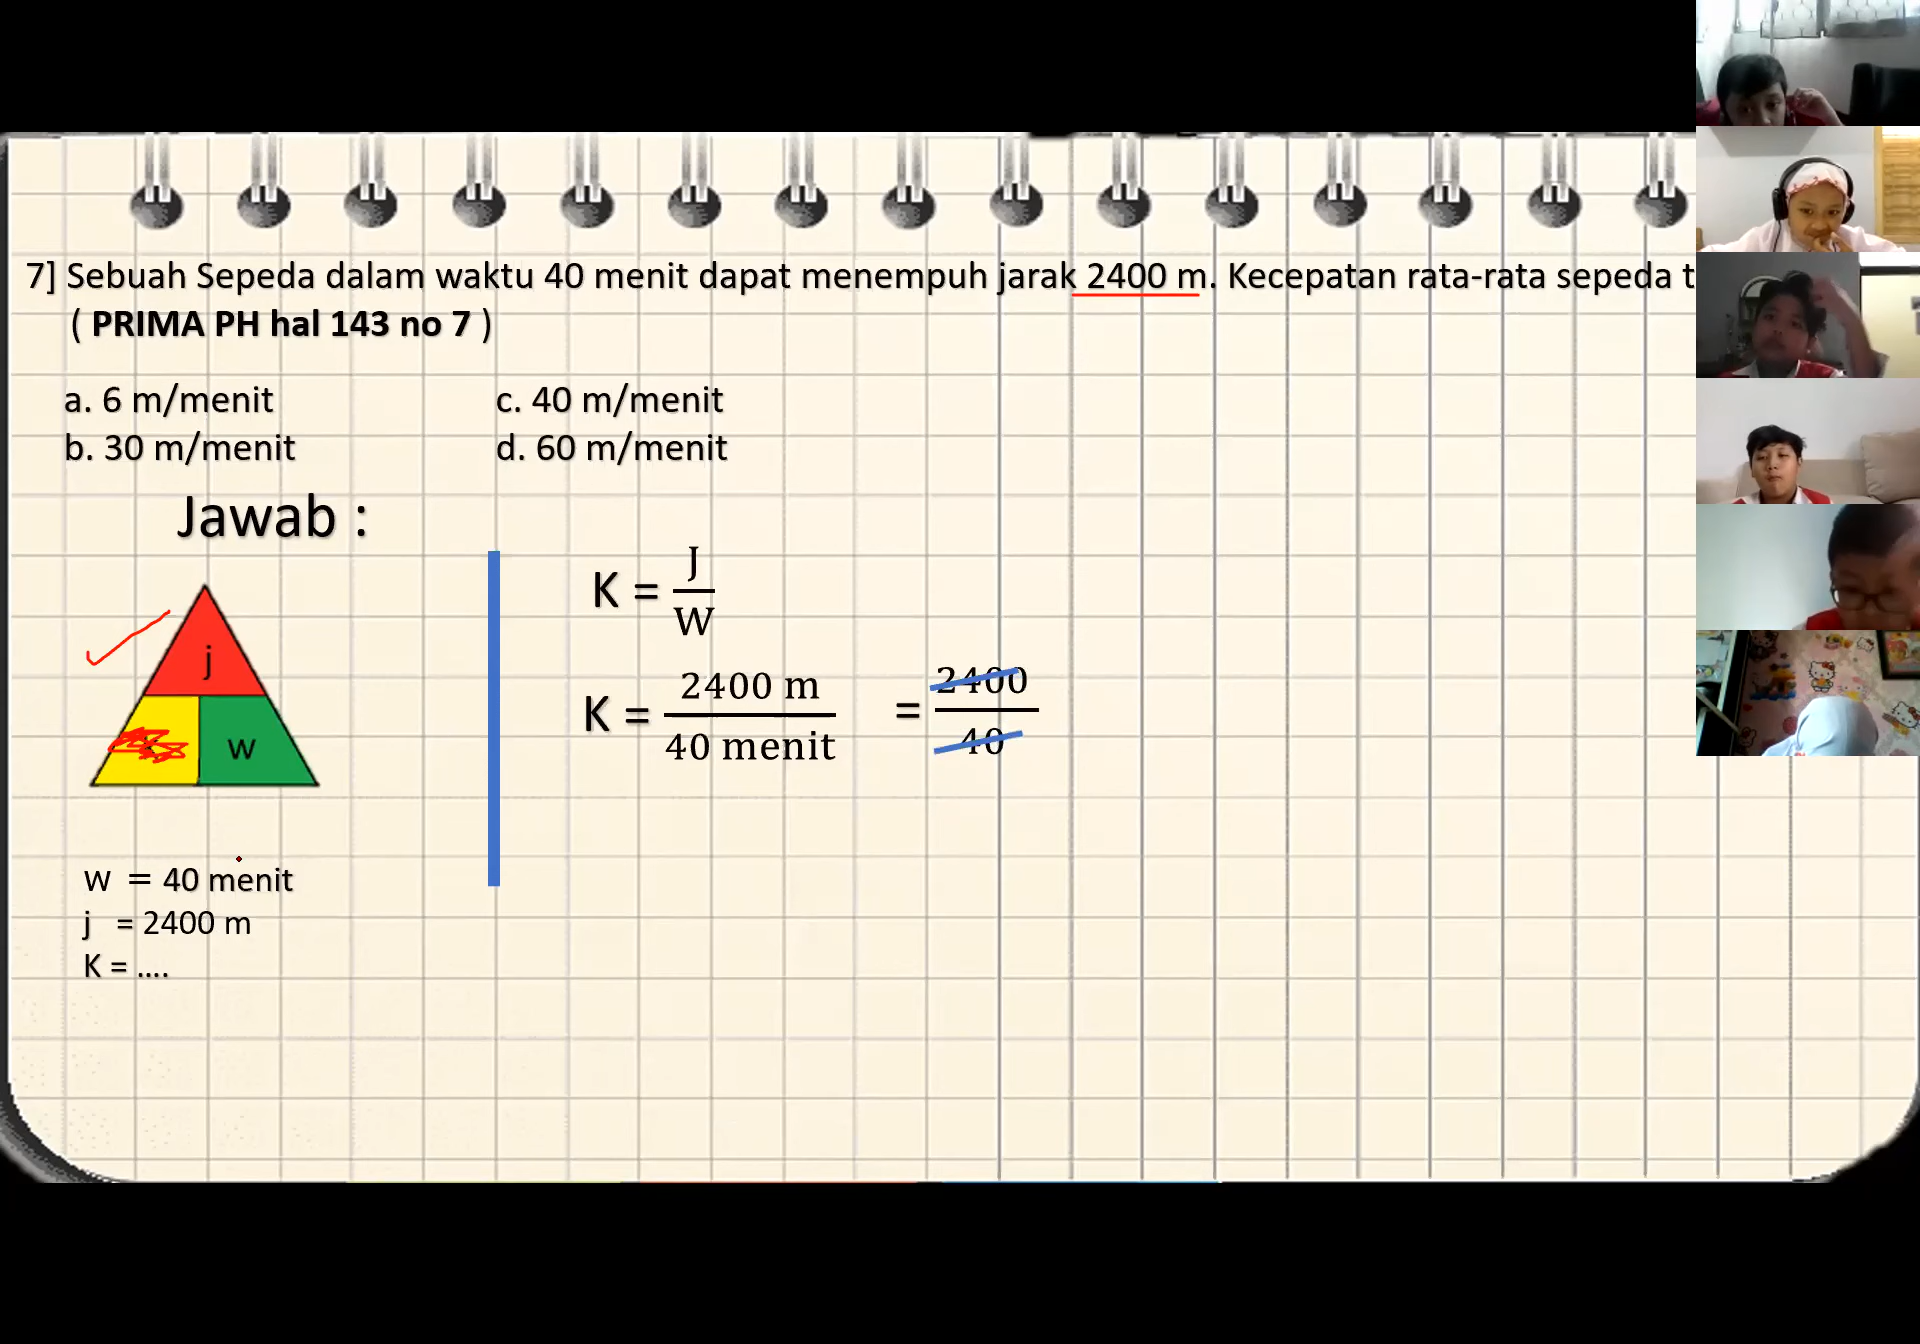 7] Sebuah Sepeda dalam waktu 40 menit dapat menempuh jarak 2400 m. Kecepatan rata-rata sepeda
( PRIMA PH hal 143 no 7 )
a. 6 m/menit
c. 40 m/menit
b. 30 m/menit
d. 60 m/menit
Jawab :
j
w
w = 40 menit
j = 2400 m
K = ....
K = J/W
K = 2400 m/40 menit = 2400/40